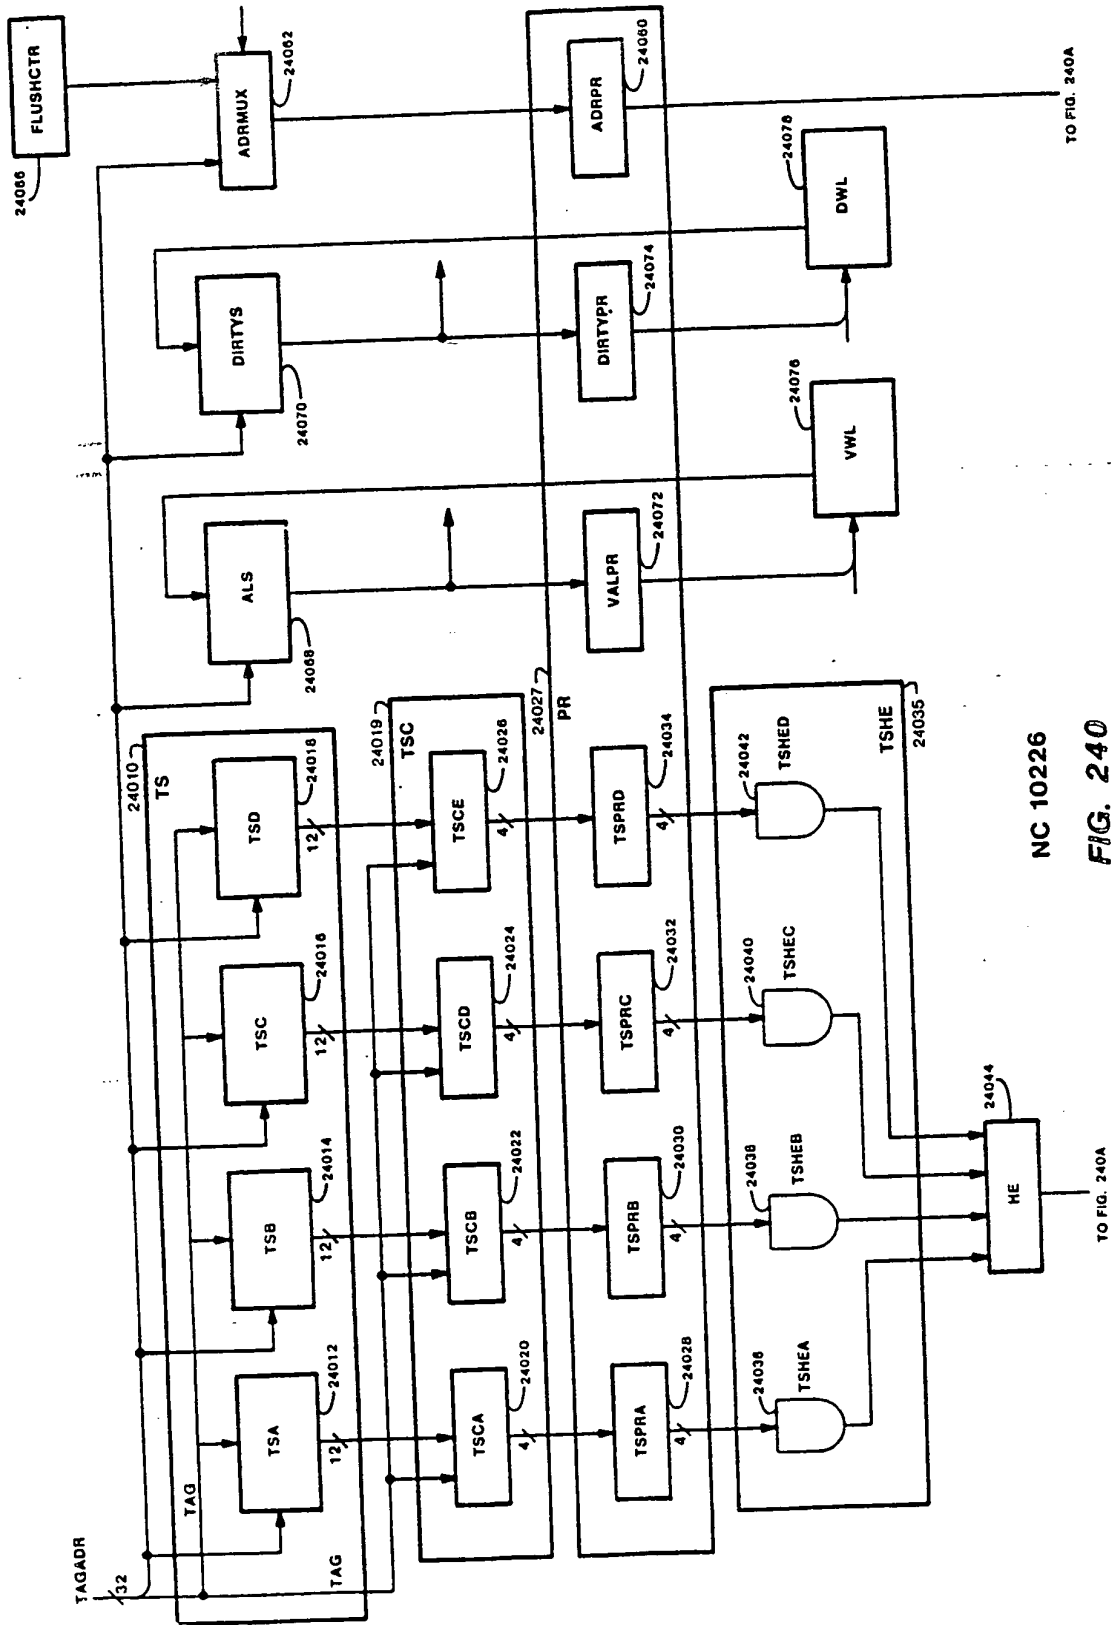 TAGADR
32
TAG
TAG
24010
TS
TSA
24012
12
TSB
24014
12
TSC
24016
12
TSD
24018
12
24019
TSC
TSCA
24020
4
TSCB
24022
4
TSCD
24024
4
TSCE
24026
4
24027
PR
TSPRA
24028
4
TSPRB
24030
4
TSPRC
24032
4
TSPRD
24034
4
24036
TSHEA
24038
TSHEB
24040
TSHEC
24042
TSHED
TSHE
24035
HE
24044
TO FIG. 240A
ALS
24068
DIRTYS
24070
FLUSHCTR
24066
ADRMUX
24062
VALPR
24072
DIRTYPR
24074
ADRPR
24060
VWL
24076
DWL
24078
TO FIG. 240A
NC 10226
FIG. 240